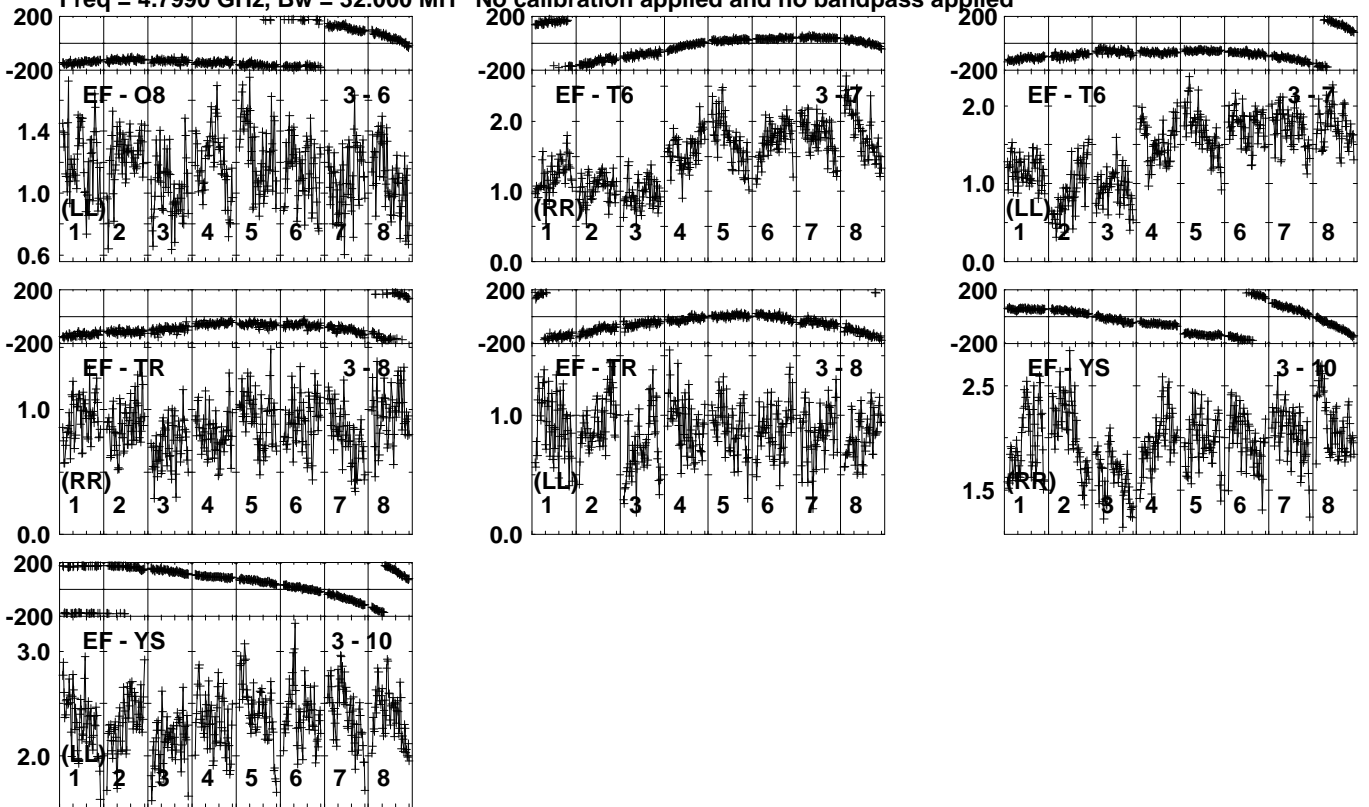 Freq = 4.7990 GHz, Bw = 32.000 MH No calibration applied and no bandpass applied
200
-200
EF - O8 3 - 6
1.4
1.0
0.6
(LL)
1 2 3 4 5 6 7 8
200
-200
EF - T6 3 - 7
2.0
1.0
0.0
(RR)
1 2 3 4 5 6 7 8
200
-200
EF - T6 3 - 7
2.0
1.0
0.0
(LL)
1 2 3 4 5 6 7 8
200
-200
EF - TR 3 - 8
1.0
0.0
(RR)
1 2 3 4 5 6 7 8
200
-200
EF - TR 3 - 8
1.0
0.0
(LL)
1 2 3 4 5 6 7 8
200
-200
EF - YS 3 - 10
2.5
1.5
(RR)
1 2 3 4 5 6 7 8
200
-200
EF - YS 3 - 10
3.0
2.0
(LL)
1 2 3 4 5 6 7 8